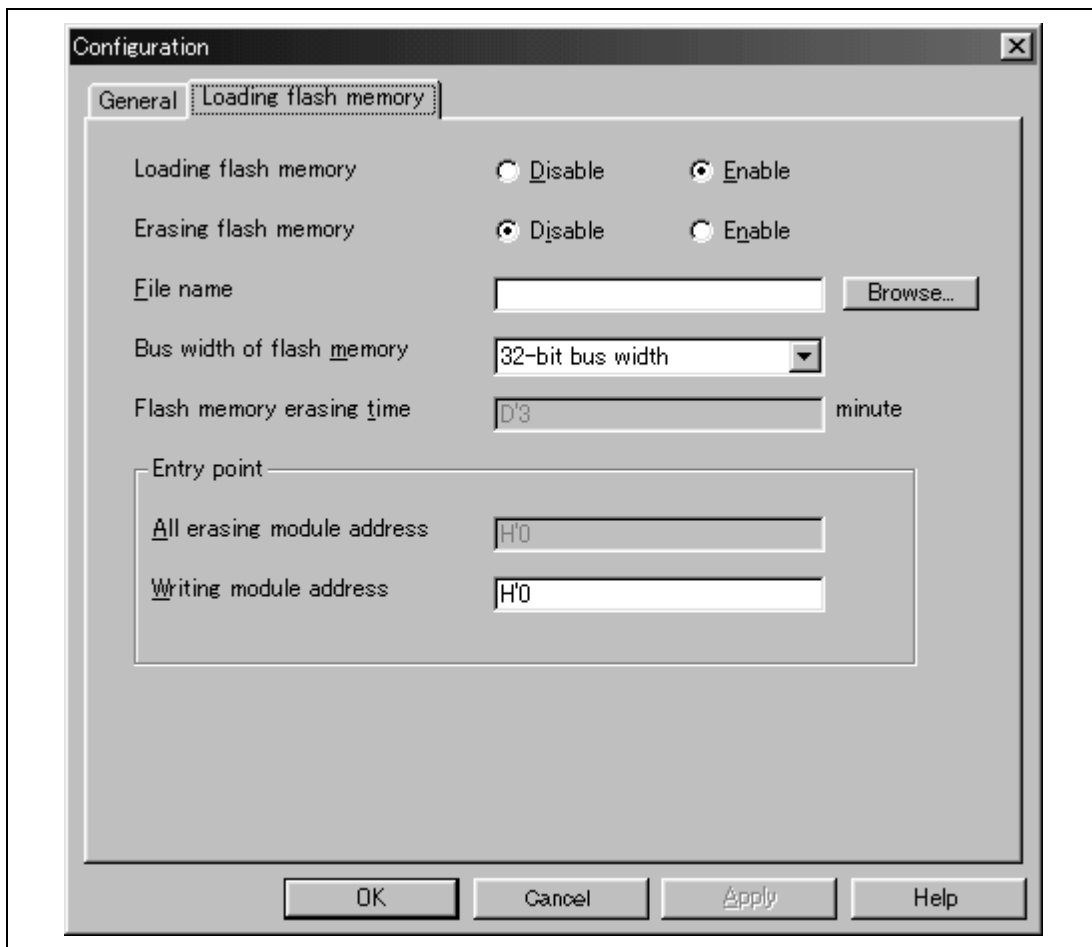 Configuration
General Loading flash memory
Loading flash memory Disable Enable
Erasing flash memory Disable Enable
File name Browse...
Bus width of flash memory 32-bit bus width
Flash memory erasing time D'3 minute
Entry point
All erasing module address H'0
Writing module address H'0
OK Cancel Apply Help